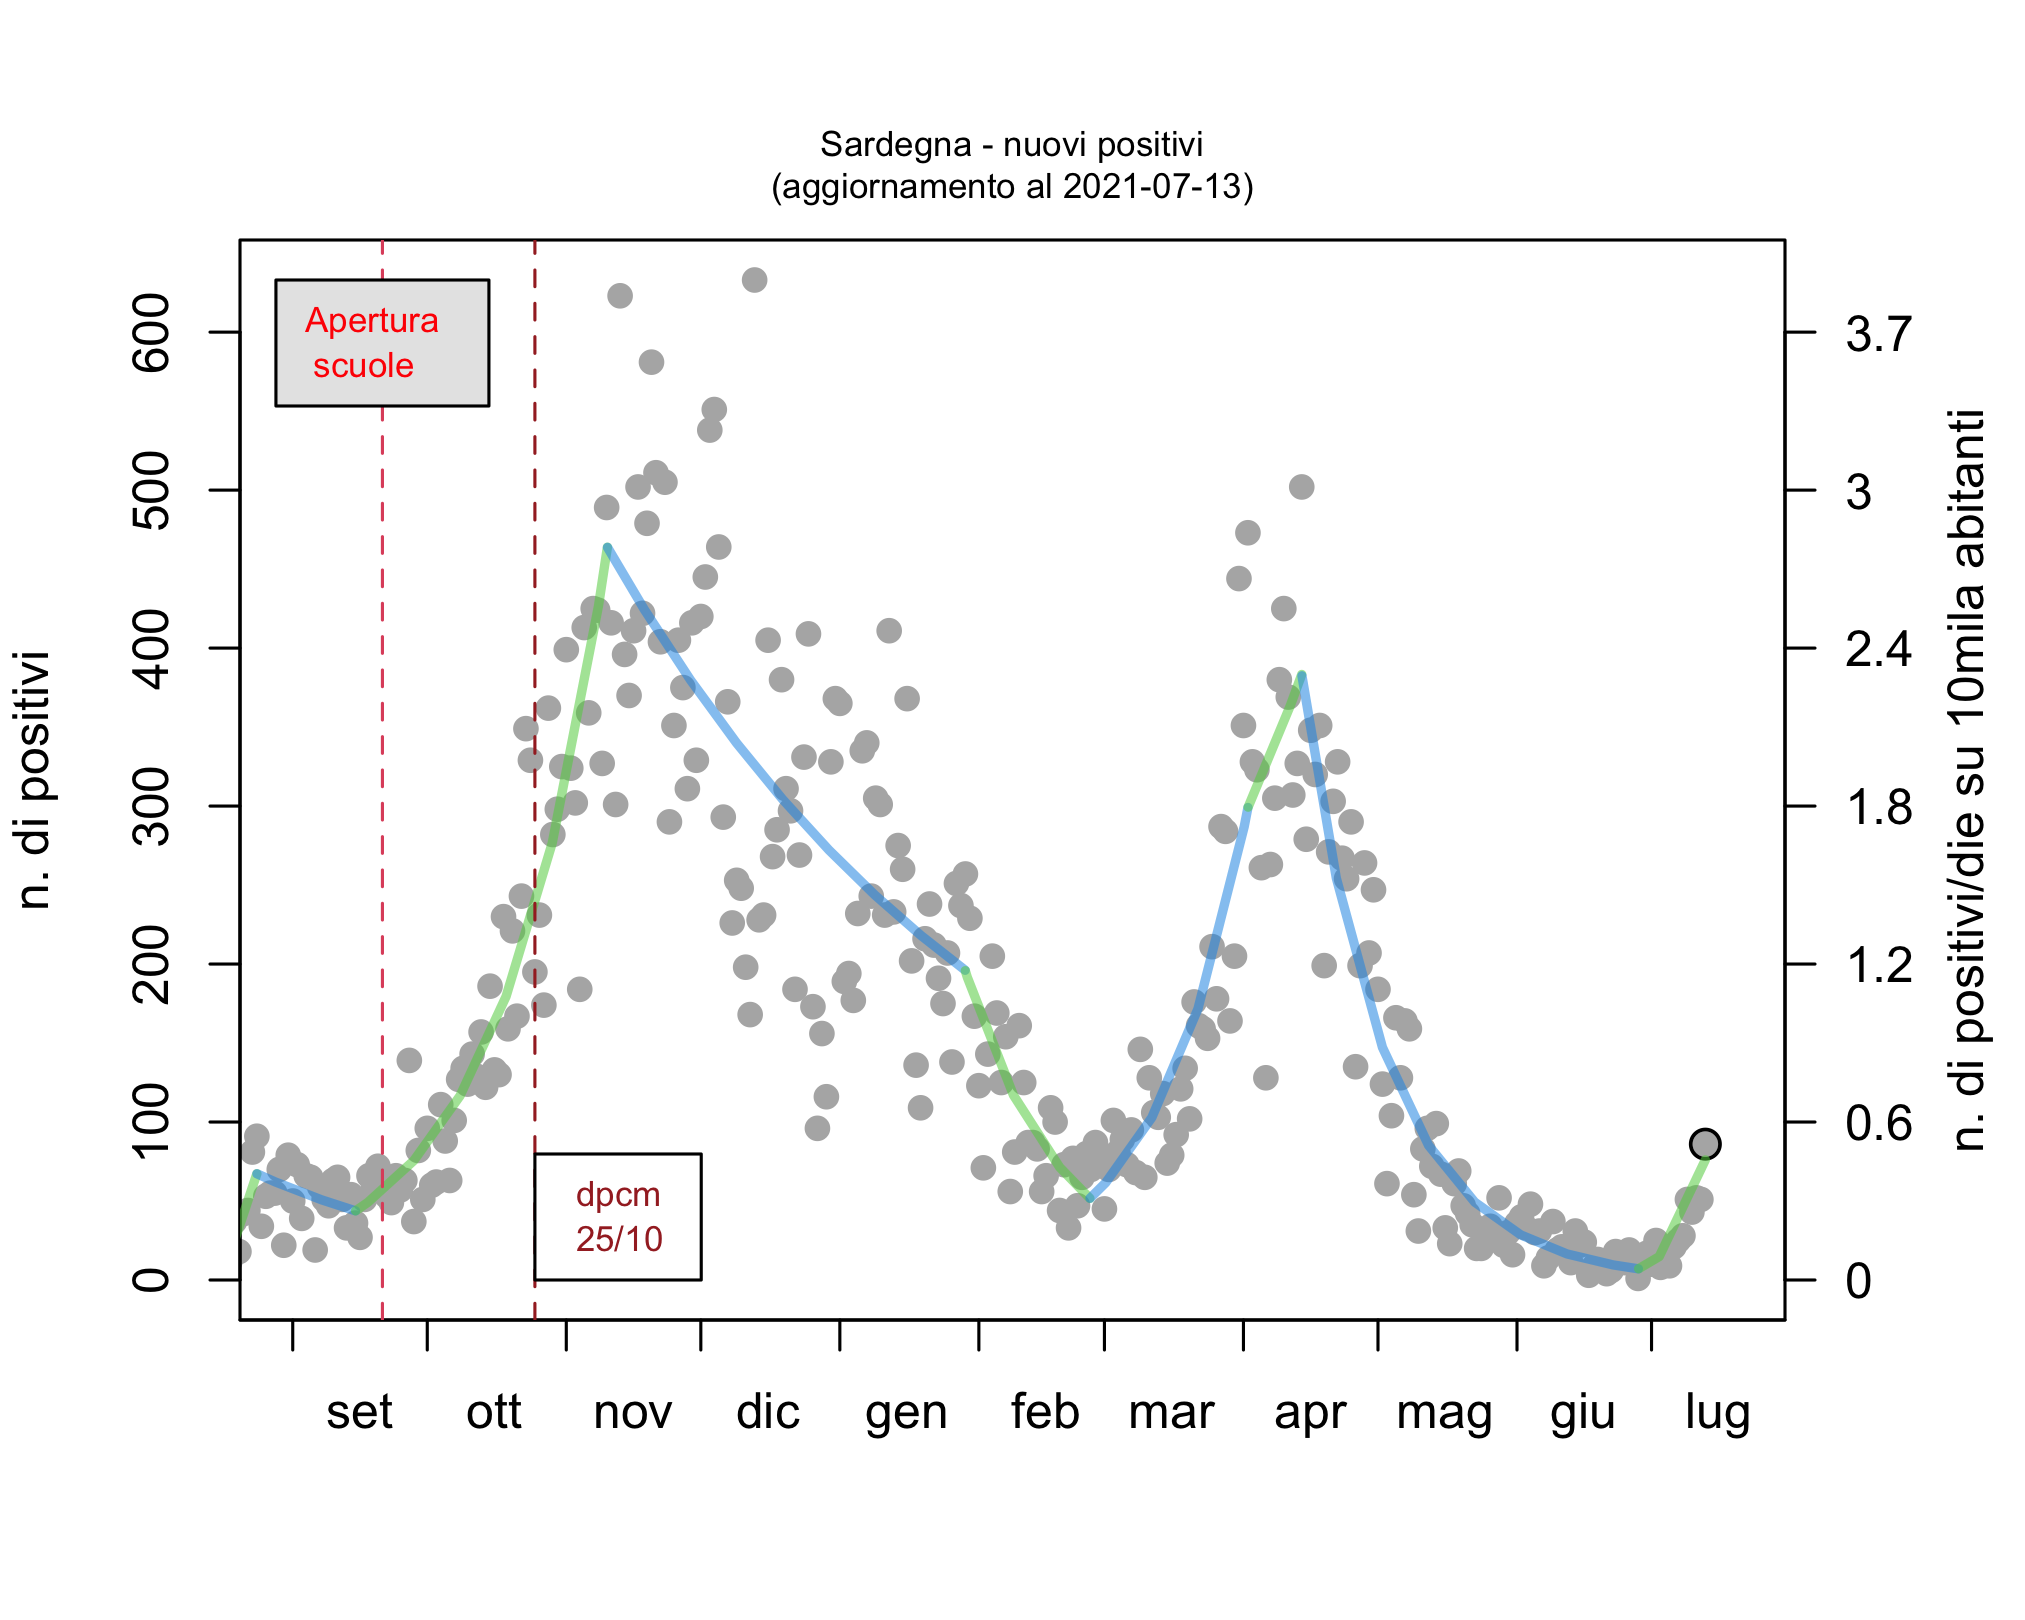 Sardegna - nuovi positivi
(aggiornamento al 2021-07-13)
n. di positivi
600
500
400
300
200
100
0
Apertura
scuole
dpcm
25/10
3.7
3
2.4
1.8
1.2
0.6
0
n. di positivi/die su 10mila abitanti
set ott nov dic gen feb mar apr mag giu lug